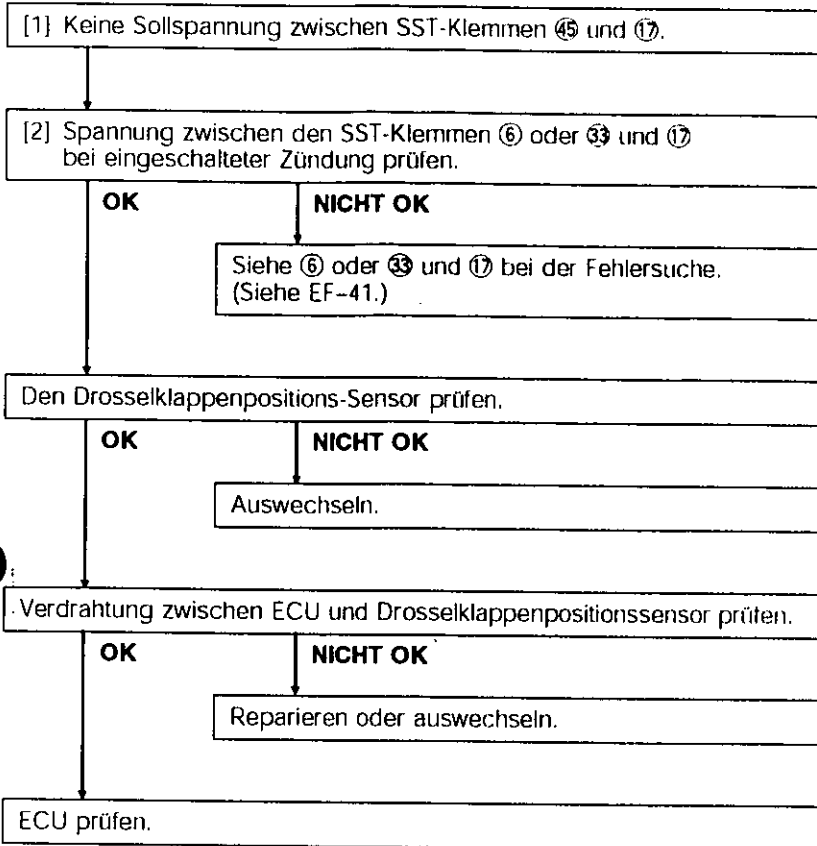 [1] Keine Sollspannung zwischen SST-Klemmen ㊺ und ⑰.
[2] Spannung zwischen den SST-Klemmen ⑥ oder ㉝ und ⑰
bei eingeschalteter Zündung prüfen.
OK NICHT OK
Siehe ⑥ oder ㉝ und ⑰ bei der Fehlersuche.
(Siehe EF–41.)
Den Drosselklappenpositions-Sensor prüfen.
OK NICHT OK
Auswechseln.
Verdrahtung zwischen ECU und Drosselklappenpositionssensor prüfen.
OK NICHT OK
Reparieren oder auswechseln.
ECU prüfen.